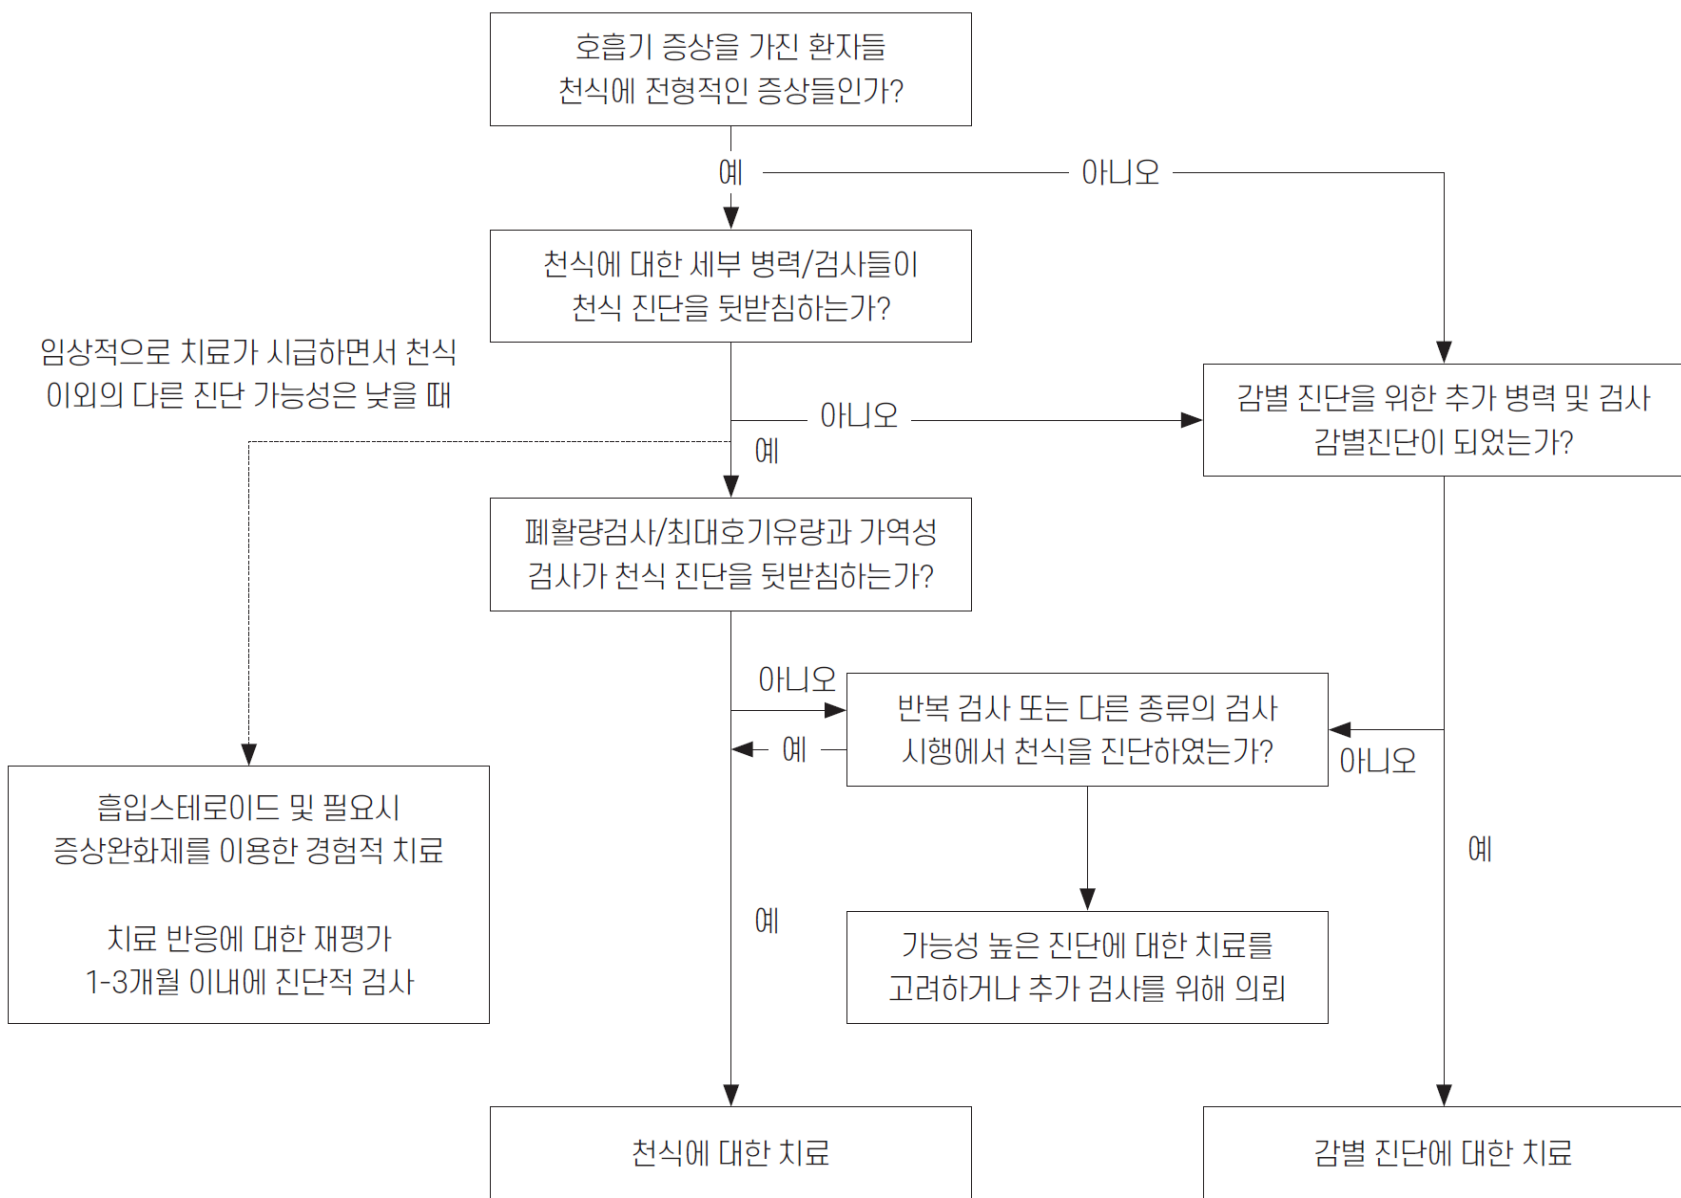 호흡기 증상을 가진 환자들
천식에 전형적인 증상들인가?
예
아니오
천식에 대한 세부 병력/검사들이
천식 진단을 뒷받침하는가?
임상적으로 치료가 시급하면서 천식
이외의 다른 진단 가능성은 낮을 때
아니오
예
감별 진단을 위한 추가 병력 및 검사
감별진단이 되었는가?
폐활량검사/최대호기유량과 가역성
검사가 천식 진단을 뒷받침하는가?
아니오
예
반복 검사 또는 다른 종류의 검사
시행에서 천식을 진단하였는가?
아니오
흡입스테로이드 및 필요시
증상완화제를 이용한 경험적 치료
치료 반응에 대한 재평가
1-3개월 이내에 진단적 검사
예
가능성 높은 진단에 대한 치료를
고려하거나 추가 검사를 위해 의뢰
예
천식에 대한 치료
감별 진단에 대한 치료